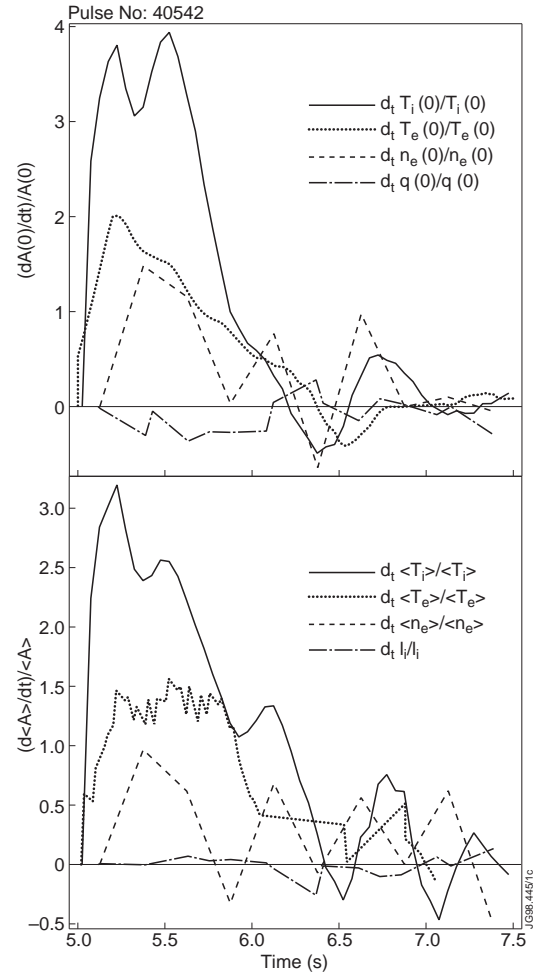 Pulse No: 40542
4
3
2
1
0
(dA(0)/dt)/A(0)
d_t T_i (0)/T_i (0)
d_t T_e (0)/T_e (0)
d_t n_e (0)/n_e (0)
d_t q (0)/q (0)
3.0
2.5
2.0
1.5
1.0
0.5
0
–0.5
(d<A>/dt)/<A>
d_t <T_i>/<T_i>
d_t <T_e>/<T_e>
d_t <n_e>/<n_e>
d_t l_i/l_i
5.0 5.5 6.0 6.5 7.0 7.5
Time (s)
JG98.445/1c